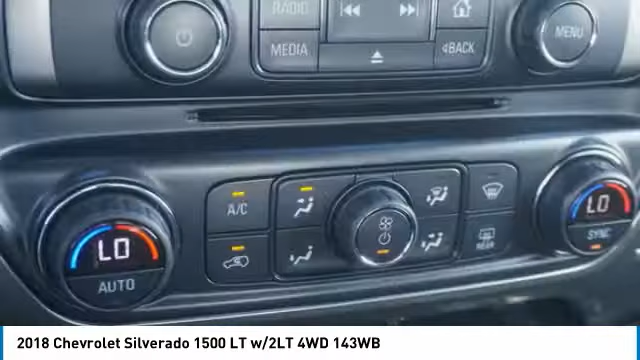 RADIO
MEDIA
BACK
MENU
A/C
LO
AUTO
REAR
LO
SYNC
2018 Chevrolet Silverado 1500 LT w/2LT 4WD 143WB